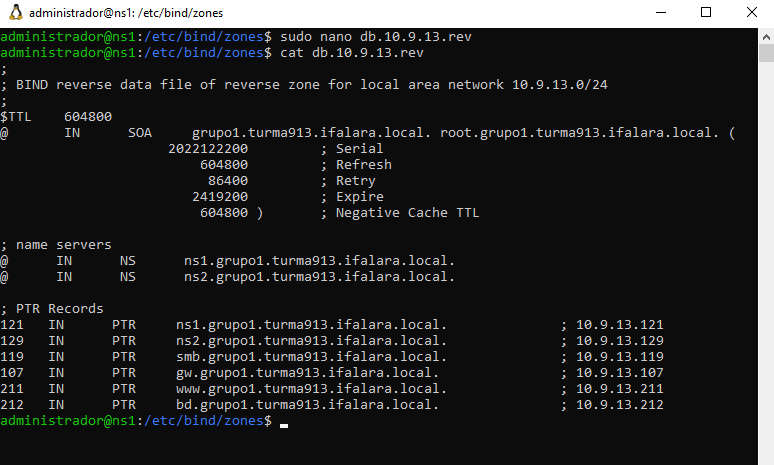 administrador@ns1: /etc/bind/zones
administrador@ns1:/etc/bind/zones$ sudo nano db.10.9.13.rev
administrador@ns1:/etc/bind/zones$ cat db.10.9.13.rev
;
; BIND reverse data file of reverse zone for local area network 10.9.13.0/24
;
$TTL    604800
@       IN      SOA     grupo1.turma913.ifalara.local. root.grupo1.turma913.ifalara.local. (
                     2022122200         ; Serial
                         604800         ; Refresh
                          86400         ; Retry
                        2419200         ; Expire
                         604800 )       ; Negative Cache TTL

; name servers
@      IN      NS      ns1.grupo1.turma913.ifalara.local.
@      IN      NS      ns2.grupo1.turma913.ifalara.local.

; PTR Records
121   IN      PTR     ns1.grupo1.turma913.ifalara.local.              ; 10.9.13.121
129   IN      PTR     ns2.grupo1.turma913.ifalara.local.              ; 10.9.13.129
119   IN      PTR     smb.grupo1.turma913.ifalara.local.              ; 10.9.13.119
107   IN      PTR     gw.grupo1.turma913.ifalara.local.               ; 10.9.13.107
211   IN      PTR     www.grupo1.turma913.ifalara.local.              ; 10.9.13.211
212   IN      PTR     bd.grupo1.turma913.ifalara.local.               ; 10.9.13.212
administrador@ns1:/etc/bind/zones$